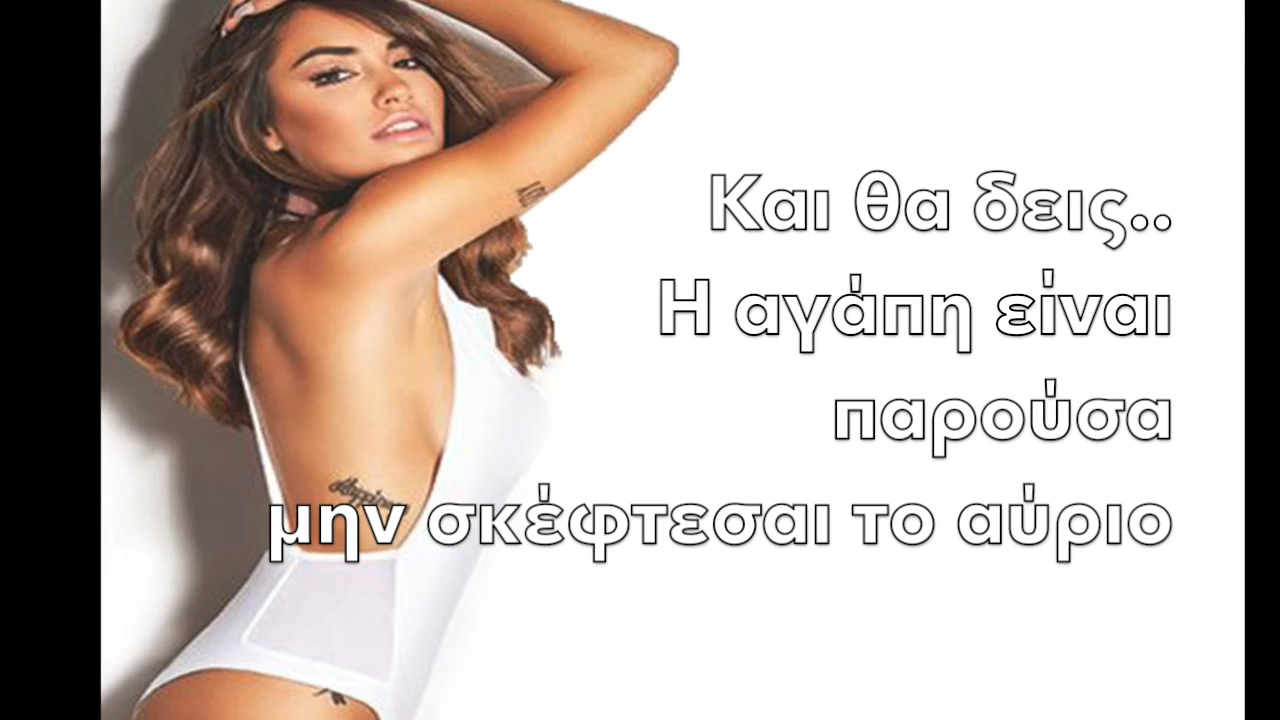 Και θα δεις..
Η αγάπη είναι
παρούσα
μην σκέφτεσαι το αύριο